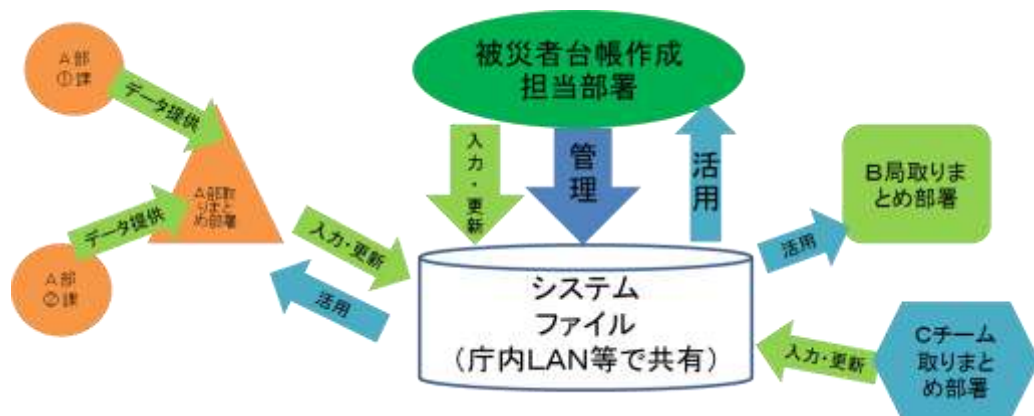 A部
①課
データ提供
A部取
りまと
め部署
データ提供
A部
②課
被災者台帳作成
担当部署
入力・更新
管理
活用
入力・更新
活用
システム
ファイル
（庁内LAN等で共有）
活用
B局取りま
とめ部署
入力・更新
Cチーム
取りまと
め部署